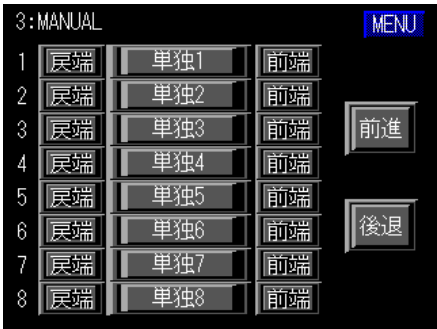 3:MANUAL MENU
1 戻端 単独1 前端
2 戻端 単独2 前端
3 戻端 単独3 前端
前進
4 戻端 単独4 前端
5 戻端 単独5 前端
6 戻端 単独6 前端
後退
7 戻端 単独7 前端
8 戻端 単独8 前端